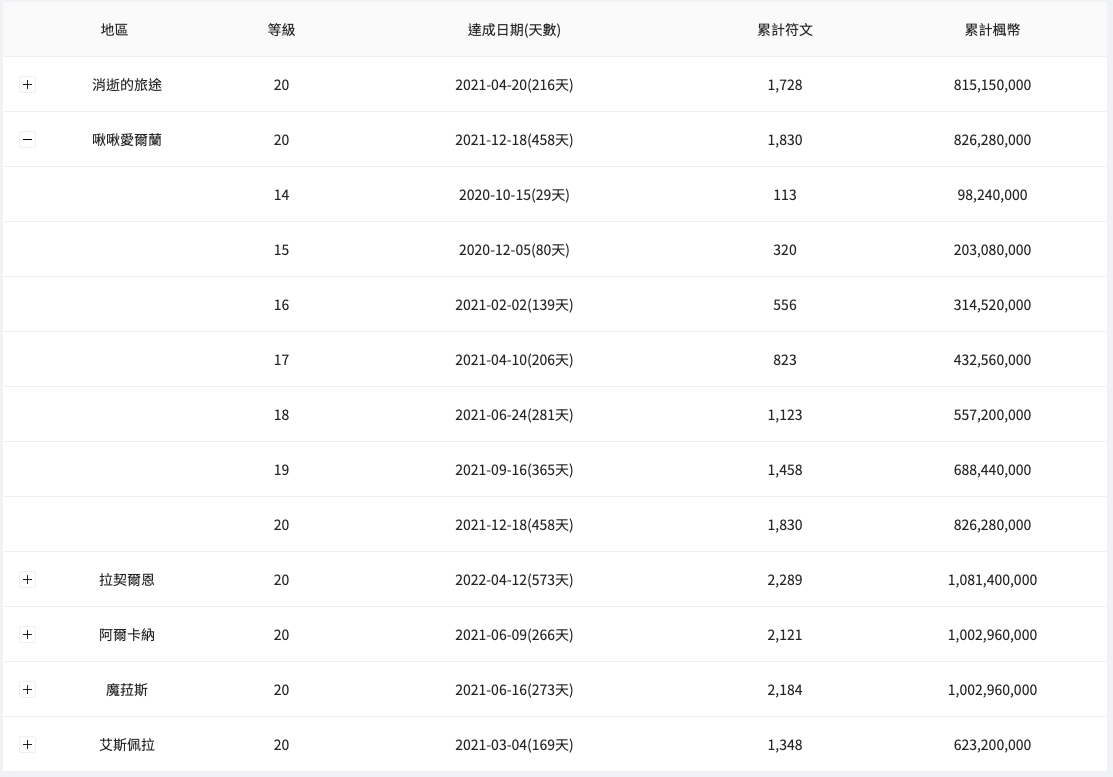 地區 等級 達成日期(天數) 累計符文 累計楓幣
消逝的旅途 20 2021-04-20(216天) 1,728 815,150,000
啾啾愛爾蘭 20 2021-12-18(458天) 1,830 826,280,000
14 2020-10-15(29天) 113 98,240,000
15 2020-12-05(80天) 320 203,080,000
16 2021-02-02(139天) 556 314,520,000
17 2021-04-10(206天) 823 432,560,000
18 2021-06-24(281天) 1,123 557,200,000
19 2021-09-16(365天) 1,458 688,440,000
20 2021-12-18(458天) 1,830 826,280,000
拉契爾恩 20 2022-04-12(573天) 2,289 1,081,400,000
阿爾卡納 20 2021-06-09(266天) 2,121 1,002,960,000
魔菈斯 20 2021-06-16(273天) 2,184 1,002,960,000
艾斯佩拉 20 2021-03-04(169天) 1,348 623,200,000